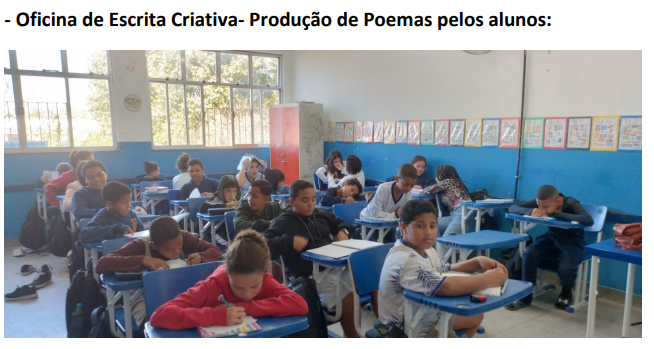 - Oficina de Escrita Criativa- Produção de Poemas pelos alunos: